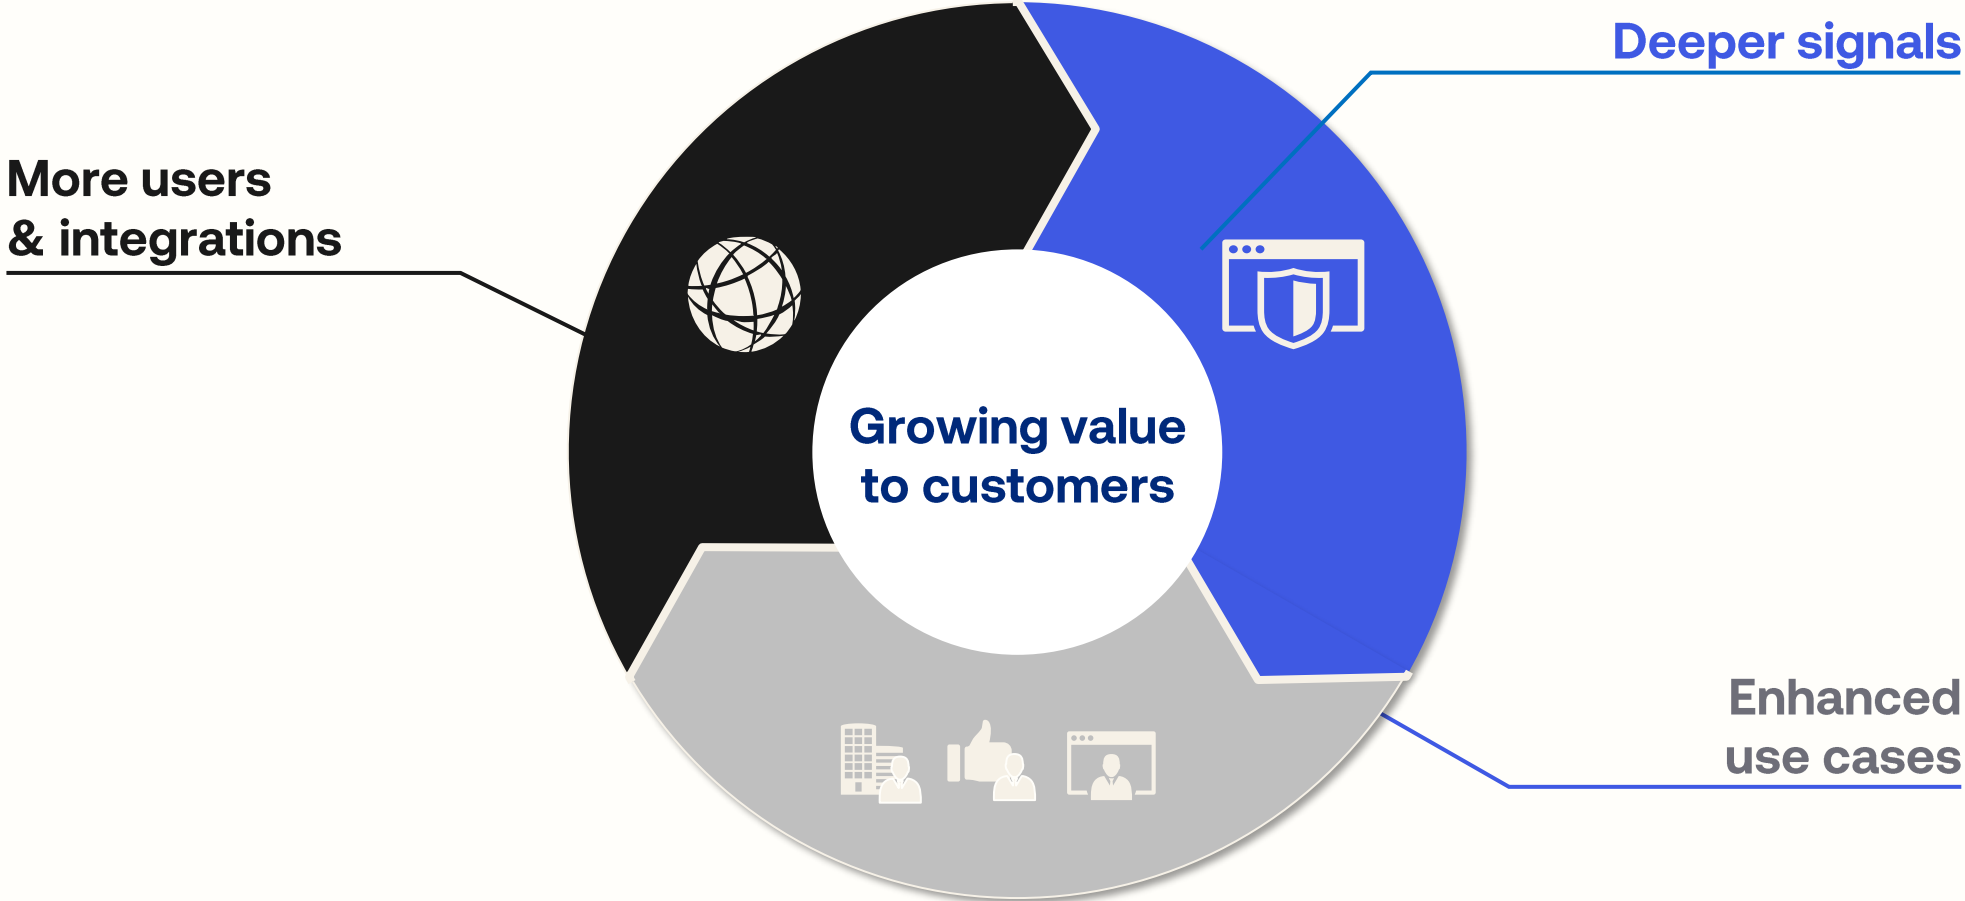 Deeper signals
More users
& integrations
Growing value
to customers
Enhanced
use cases